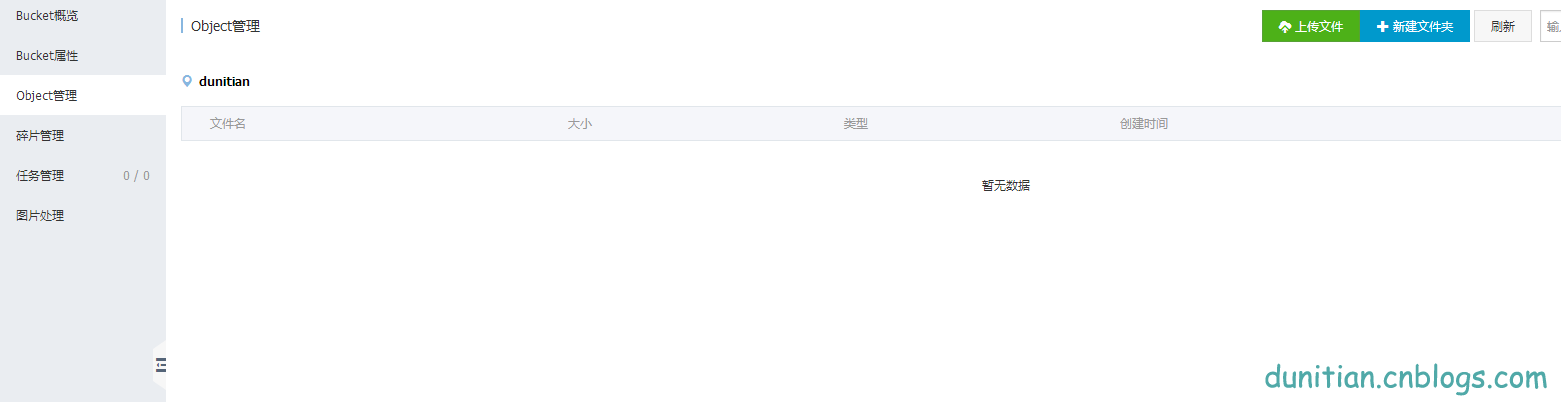 Bucket概览
Bucket属性
Object管理
碎片管理
任务管理 0 / 0
图片处理
Object管理
上传文件 新建文件夹 刷新 输
dunitian
文件名 大小 类型 创建时间
暂无数据
dunitian.cnblogs.com